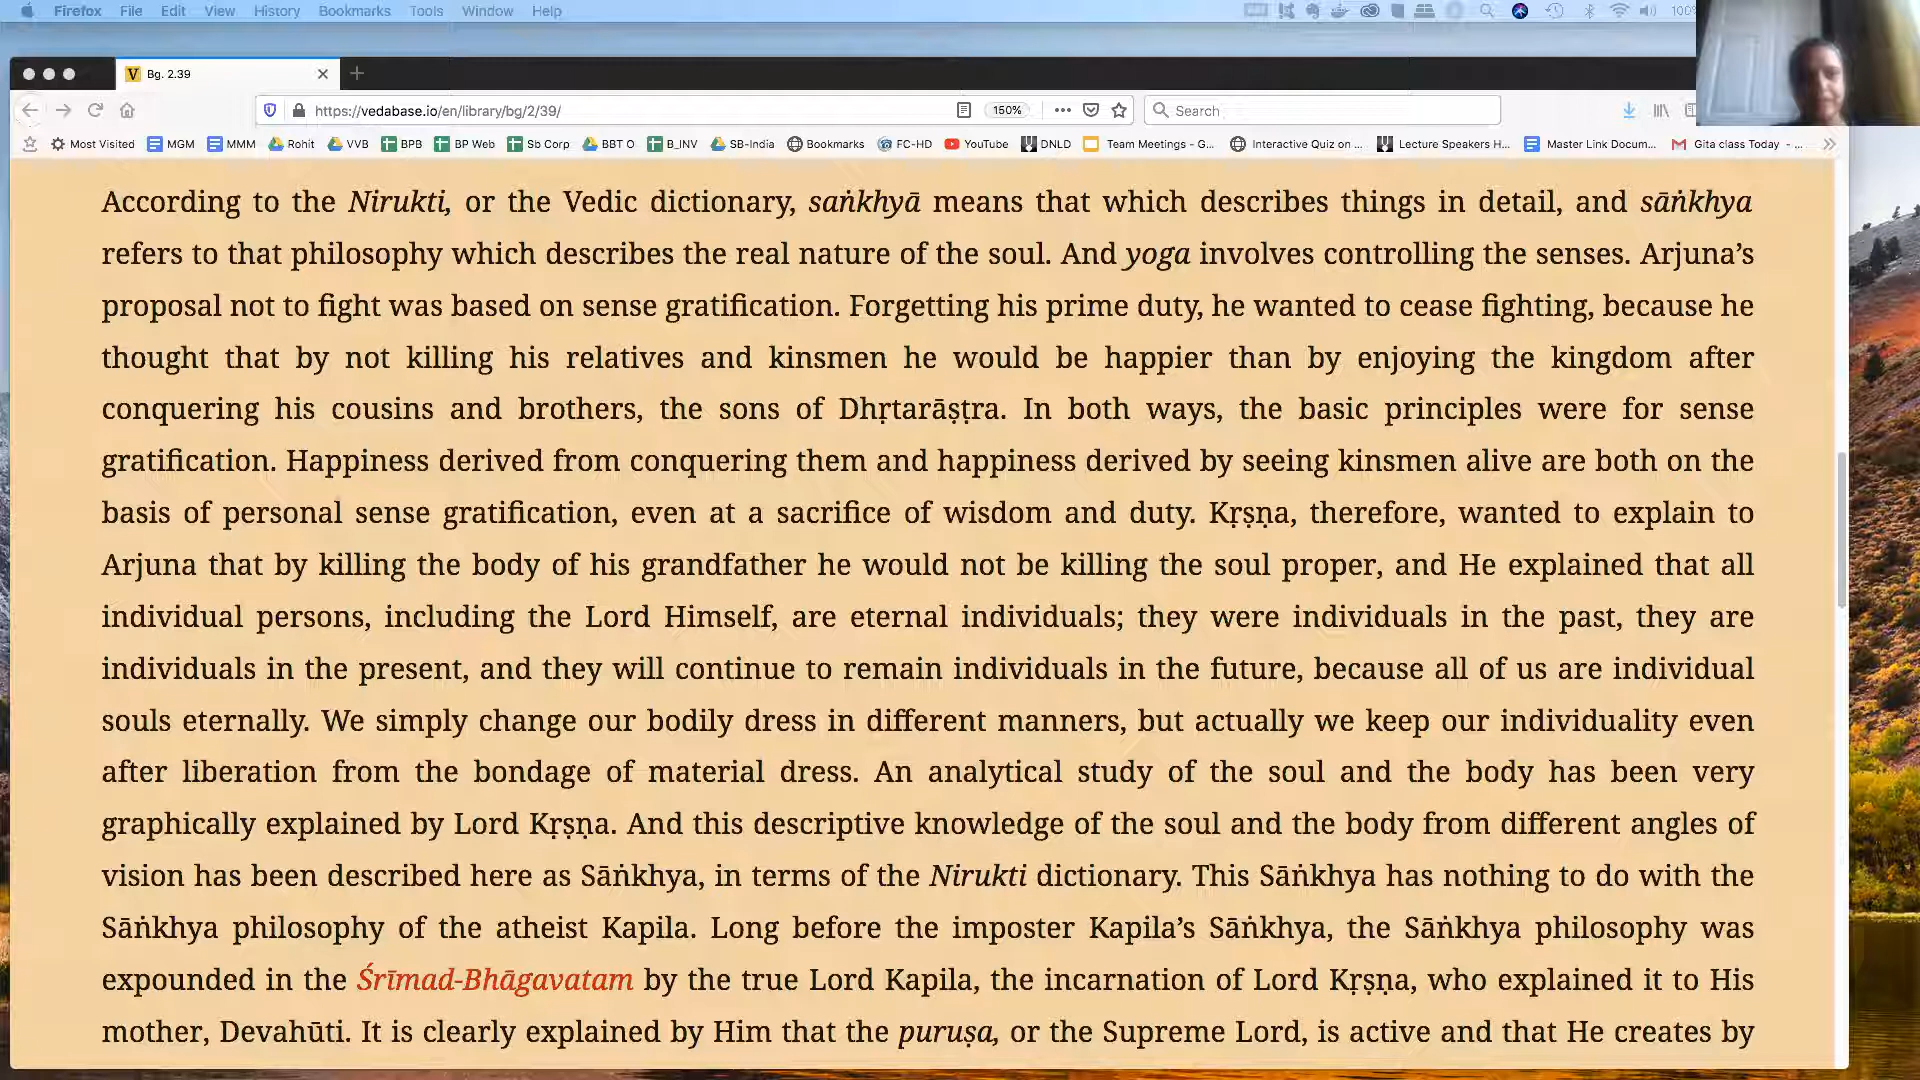 Firefox File Edit View History Bookmarks Tools Window Help
Bg. 2.39
https://vedabase.io/en/library/bg/2/39/ 150% Search
Most Visited MGM MMM Rohit VVB BPB BP Web Sb Corp BBT O B_INV SB-India Bookmarks FC-HD YouTube DNLD Team Meetings - G... Interactive Quiz on ... Lecture Speakers H... Master Link Docum... Gita class Today - ...
According to the Nirukti, or the Vedic dictionary, saṅkhyā means that which describes things in detail, and sāṅkhya
refers to that philosophy which describes the real nature of the soul. And yoga involves controlling the senses. Arjuna’s
proposal not to fight was based on sense gratification. Forgetting his prime duty, he wanted to cease fighting, because he
thought that by not killing his relatives and kinsmen he would be happier than by enjoying the kingdom after
conquering his cousins and brothers, the sons of Dhṛtarāṣṭra. In both ways, the basic principles were for sense
gratification. Happiness derived from conquering them and happiness derived by seeing kinsmen alive are both on the
basis of personal sense gratification, even at a sacrifice of wisdom and duty. Kṛṣṇa, therefore, wanted to explain to
Arjuna that by killing the body of his grandfather he would not be killing the soul proper, and He explained that all
individual persons, including the Lord Himself, are eternal individuals; they were individuals in the past, they are
individuals in the present, and they will continue to remain individuals in the future, because all of us are individual
souls eternally. We simply change our bodily dress in different manners, but actually we keep our individuality even
after liberation from the bondage of material dress. An analytical study of the soul and the body has been very
graphically explained by Lord Kṛṣṇa. And this descriptive knowledge of the soul and the body from different angles of
vision has been described here as Sāṅkhya, in terms of the Nirukti dictionary. This Sāṅkhya has nothing to do with the
Sāṅkhya philosophy of the atheist Kapila. Long before the imposter Kapila’s Sāṅkhya, the Sāṅkhya philosophy was
expounded in the Śrīmad-Bhāgavatam by the true Lord Kapila, the incarnation of Lord Kṛṣṇa, who explained it to His
mother, Devahūti. It is clearly explained by Him that the puruṣa, or the Supreme Lord, is active and that He creates by